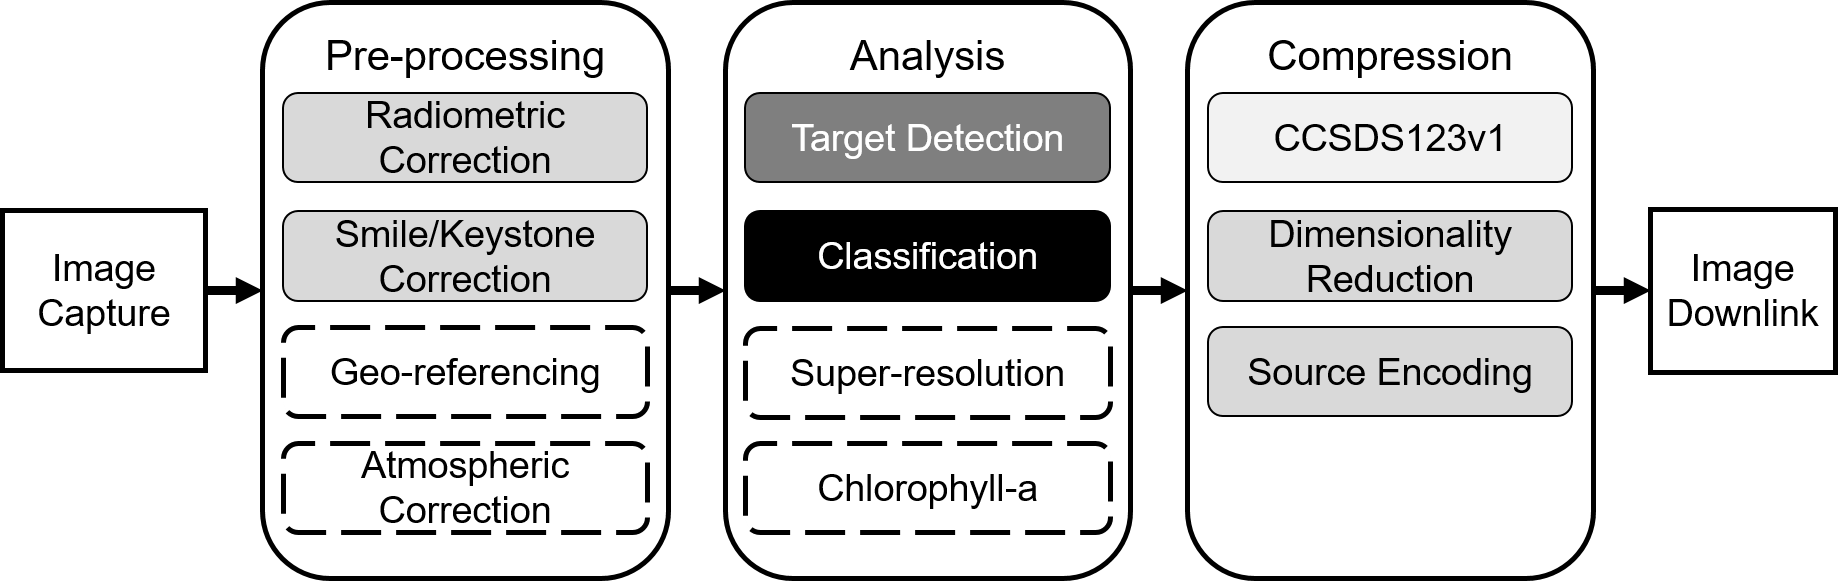 Image
Capture
Pre-processing
Radiometric
Correction
Smile/Keystone
Correction
Geo-referencing
Atmospheric
Correction
Analysis
Target Detection
Classification
Super-resolution
Chlorophyll-a
Compression
CCSDS123v1
Dimensionality
Reduction
Source Encoding
Image
Downlink